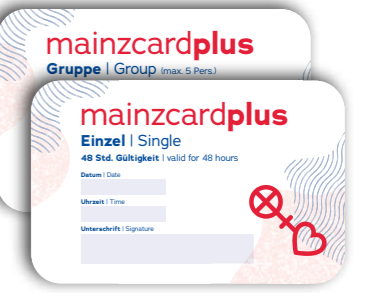 mainzcardplus
Gruppe | Group (max. 5 Pers.)
mainzcardplus
Einzel | Single
48 Std. Gültigkeit | valid for 48 hours
Datum | Date
Uhrzeit | Time
Unterschrift | Signature